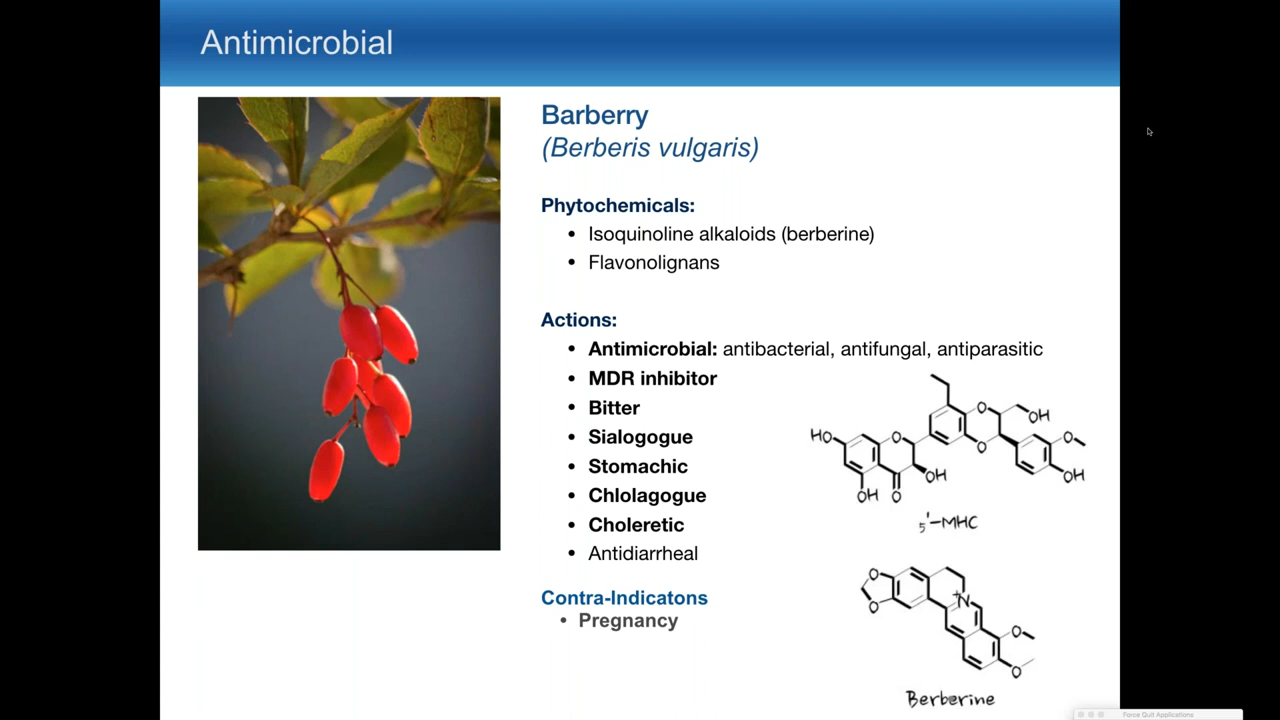 Antimicrobial
Barberry
(Berberis vulgaris)
Phytochemicals:
• Isoquinoline alkaloids (berberine)
• Flavonolignans
Actions:
• Antimicrobial: antibacterial, antifungal, antiparasitic
• MDR inhibitor
• Bitter
• Sialogogue
• Stomachic
• Chlolagogue
• Choleretic
• Antidiarrheal
Contra-Indicatons
• Pregnancy
O OH
HO O O O
OH OH
OH O
5'-MHC
O
O +N
O
O
Berberine
Force Quit Applications